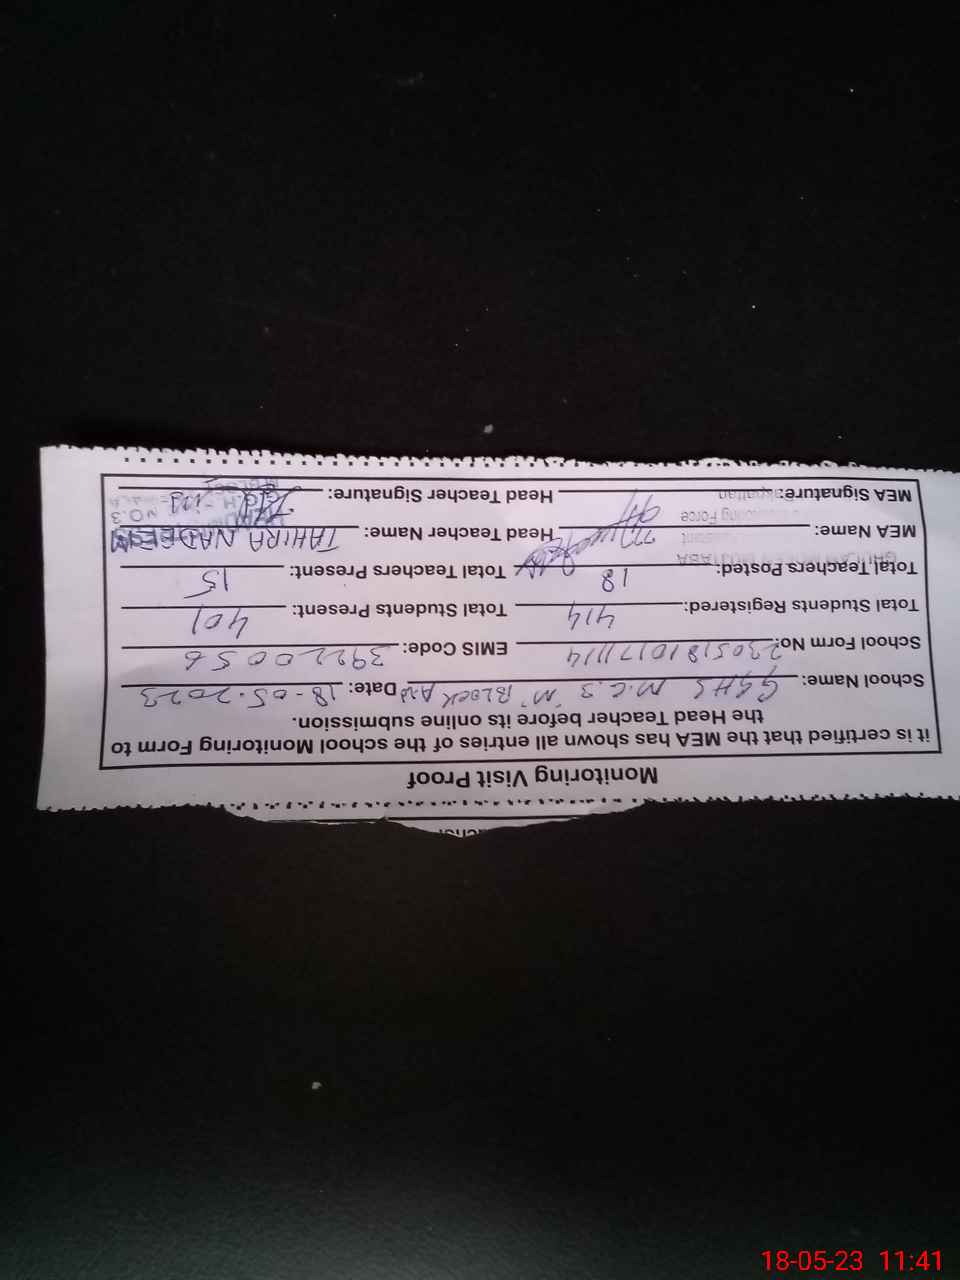 Monitoring Visit Proof
it is certified that the MEA has shown all entries of the school Monitoring Form to
the Head Teacher before its online submission.
School Name: GGHS M.C.3 "M" BLOCK Date: 18-05-2023
School Form No: EMIS Code: 39220056
Total Students Registered: 414 Total Students Present: 401
Total Teachers Posted: 18 Total Teachers Present: 15
MEA Name: Head Teacher Name: TAHIRA NADEEM
MEA Signature: Head Teacher Signature:
18-05-23 11:41